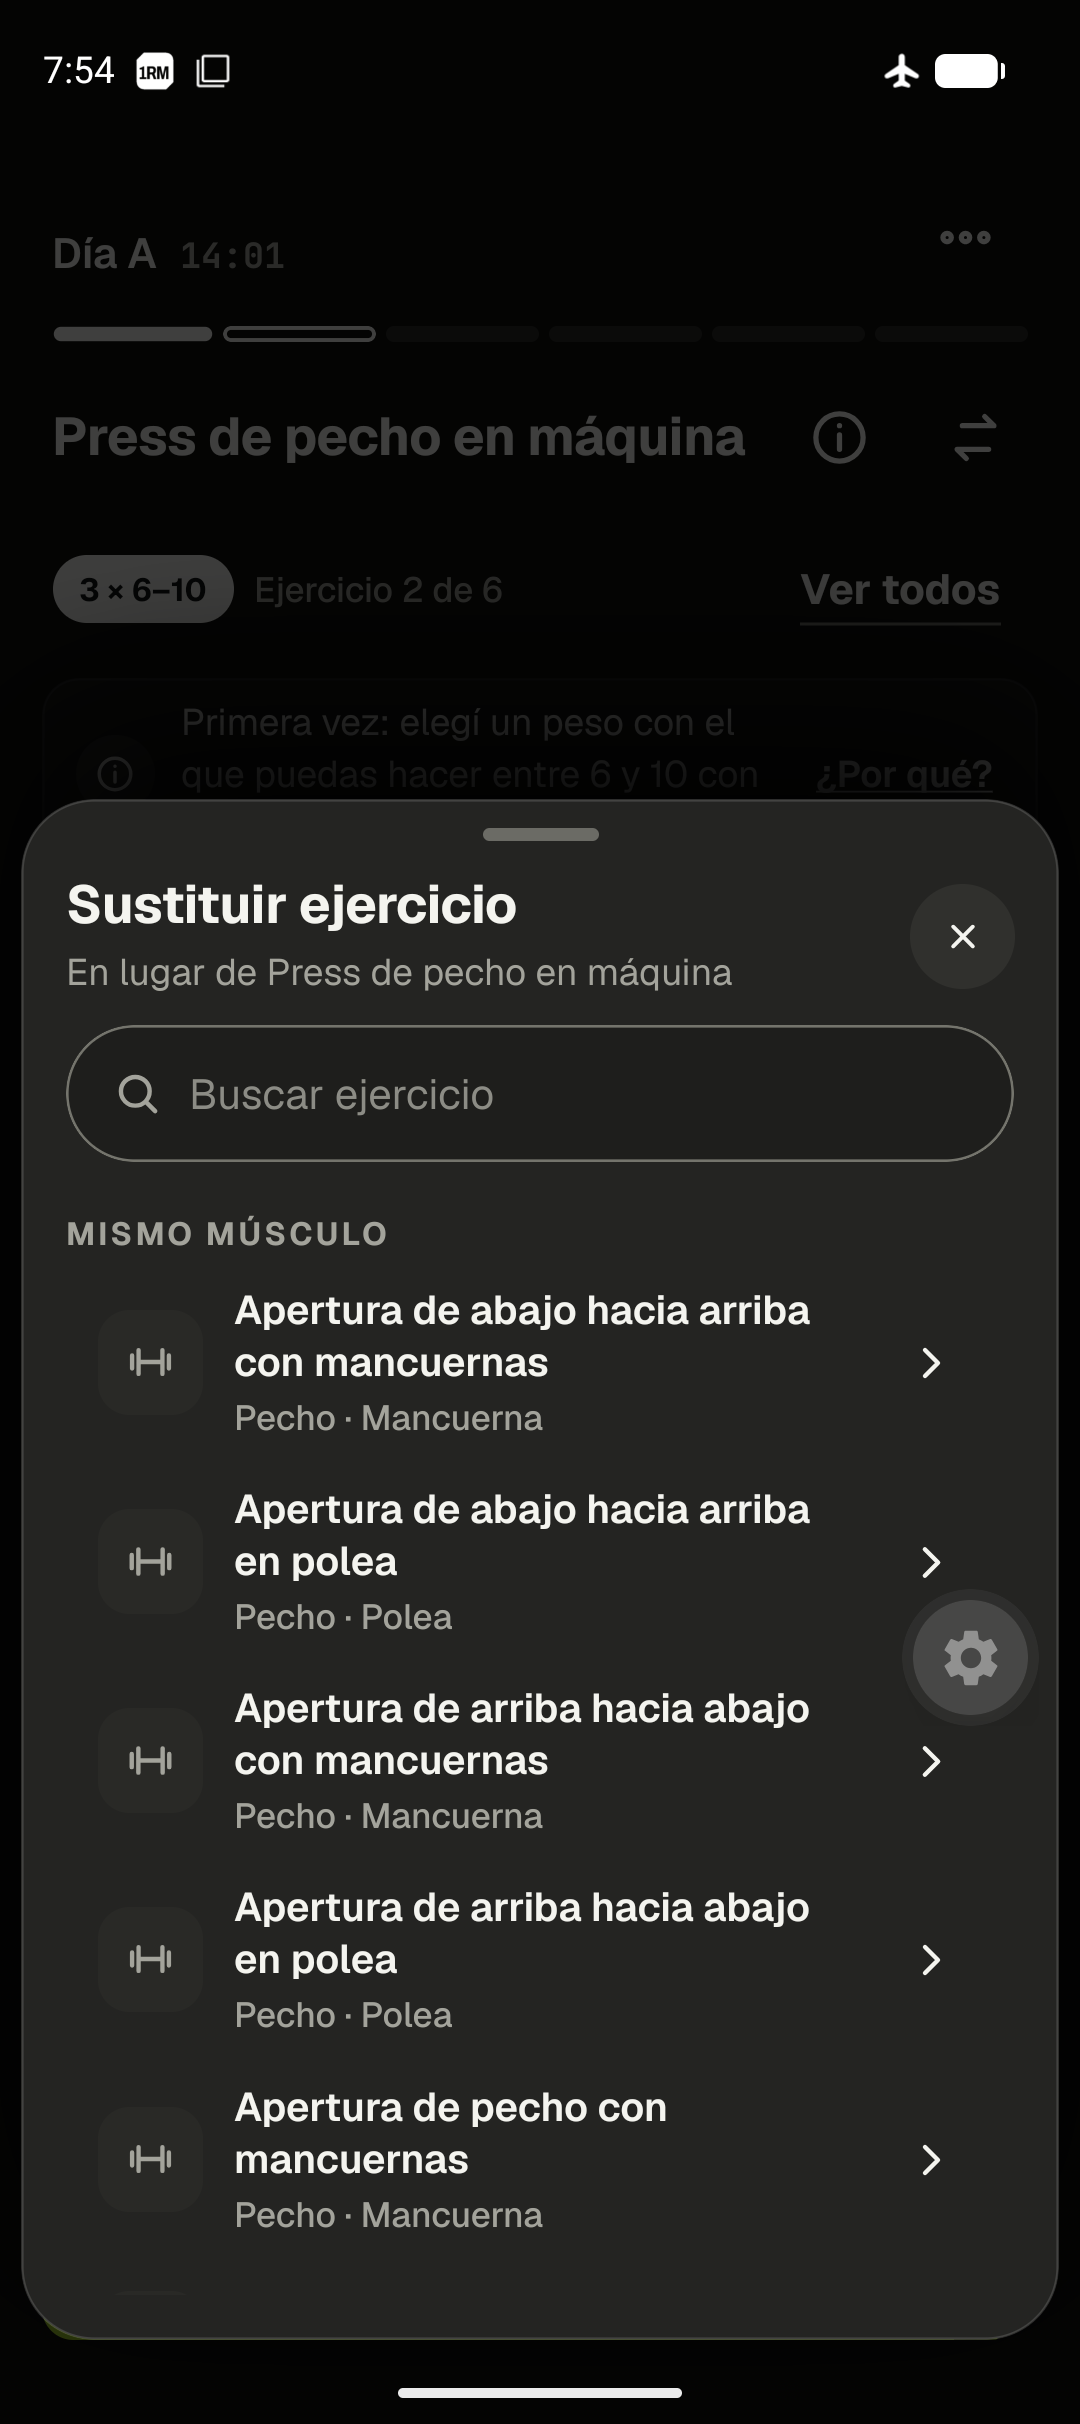 7:54 1RM
Día A 14:01
Press de pecho en máquina
3 × 6–10 Ejercicio 2 de 6 Ver todos
Primera vez: elegí un peso con el
que puedas hacer entre 6 y 10 con ¿Por qué?
Sustituir ejercicio
En lugar de Press de pecho en máquina
Buscar ejercicio
MISMO MÚSCULO
Apertura de abajo hacia arriba
con mancuernas
Pecho · Mancuerna
Apertura de abajo hacia arriba
en polea
Pecho · Polea
Apertura de arriba hacia abajo
con mancuernas
Pecho · Mancuerna
Apertura de arriba hacia abajo
en polea
Pecho · Polea
Apertura de pecho con
mancuernas
Pecho · Mancuerna